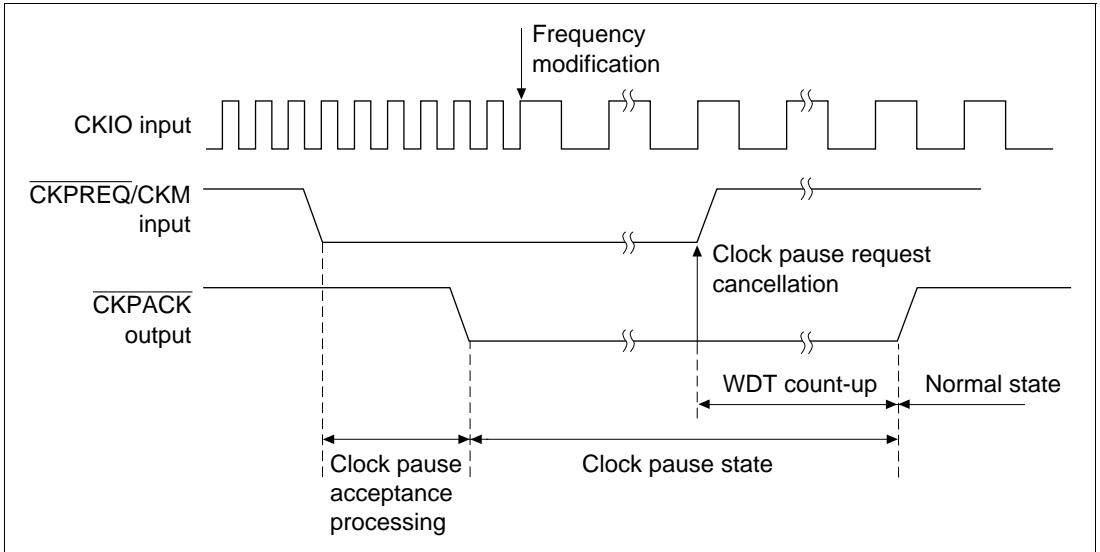 Frequency
modification
CKIO input
CKPREQ/CKM
input
Clock pause request
cancellation
CKPACK
output
WDT count-up
Normal state
Clock pause
acceptance
processing
Clock pause state